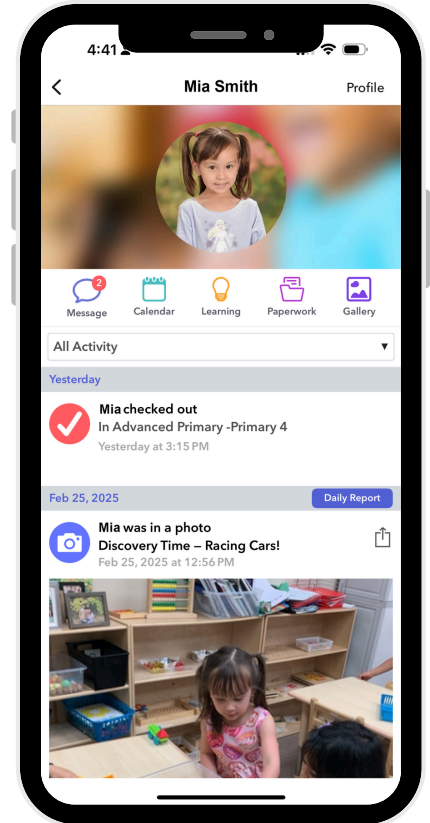 4:41
Mia Smith
Profile
2
Message
Calendar
Learning
Paperwork
Gallery
All Activity
Yesterday
Mia checked out
In Advanced Primary -Primary 4
Yesterday at 3:15 PM
Feb 25, 2025
Daily Report
Mia was in a photo
Discovery Time – Racing Cars!
Feb 25, 2025 at 12:56 PM